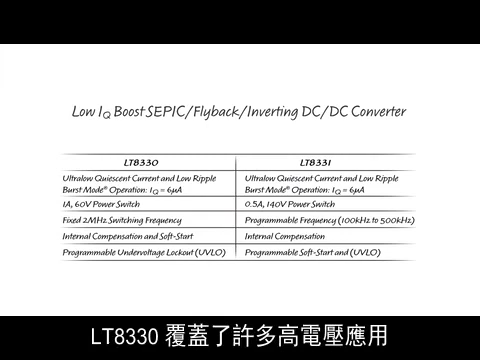 Low IQ Boost SEPIC/Flyback/Inverting DC/DC Converter
LT8330 LT8331
Ultralow Quiescent Current and Low Ripple Ultralow Quiescent Current and Low Ripple
Burst Mode® Operation: IQ = 6µA Burst Mode® Operation: IQ = 6µA
1A, 60V Power Switch 0.5A, 140V Power Switch
Fixed 2MHz Switching Frequency Programmable Frequency (100kHz to 500kHz)
Internal Compensation and Soft-Start Internal Compensation
Programmable Undervoltage Lockout (UVLO) Programmable Soft-Start and (UVLO)
LT8330 覆蓋了許多高電壓應用